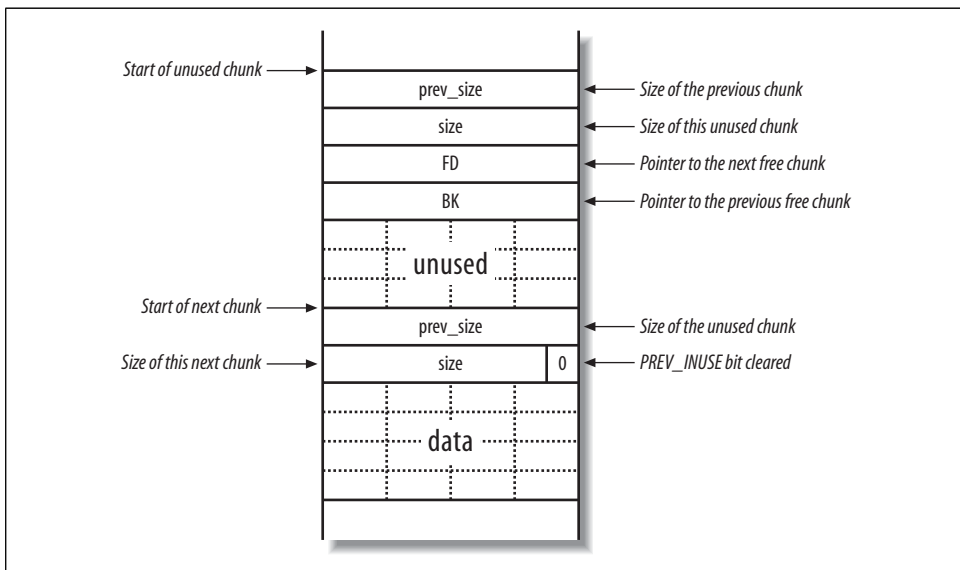 Start of unused chunk
prev_size
Size of the previous chunk
size
Size of this unused chunk
FD
Pointer to the next free chunk
BK
Pointer to the previous free chunk
unused
Start of next chunk
prev_size
Size of the unused chunk
Size of this next chunk
size
0
PREV_INUSE bit cleared
data